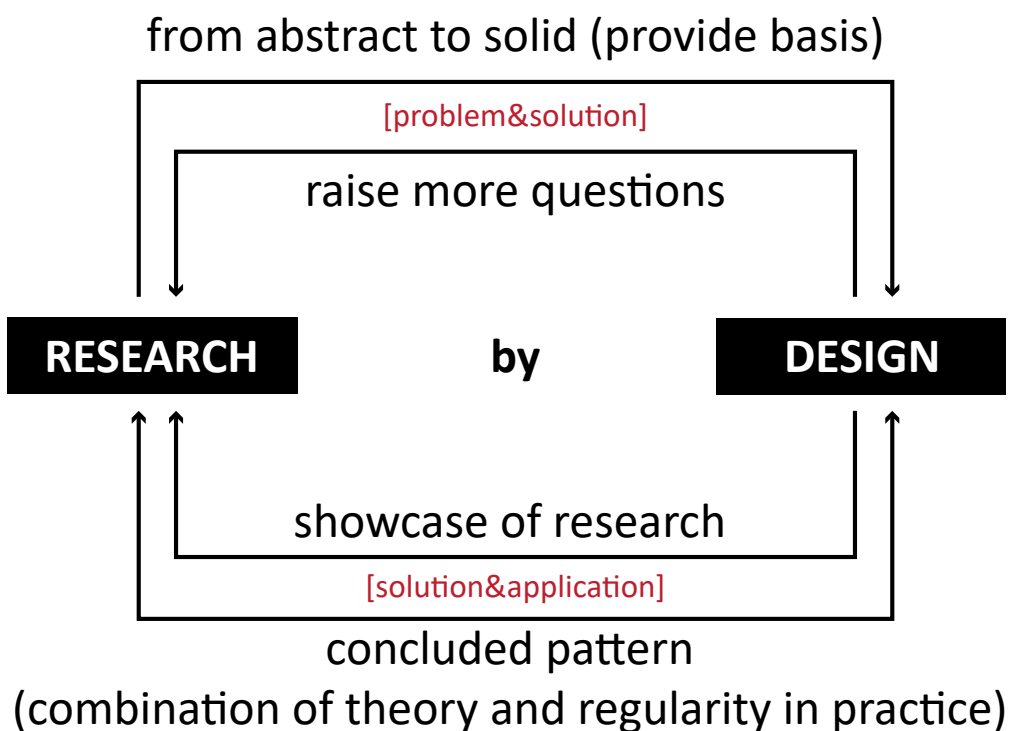 from abstract to solid (provide basis)
[problem&solution]
raise more questions
RESEARCH by DESIGN
showcase of research
[solution&application]
concluded pattern
(combination of theory and regularity in practice)